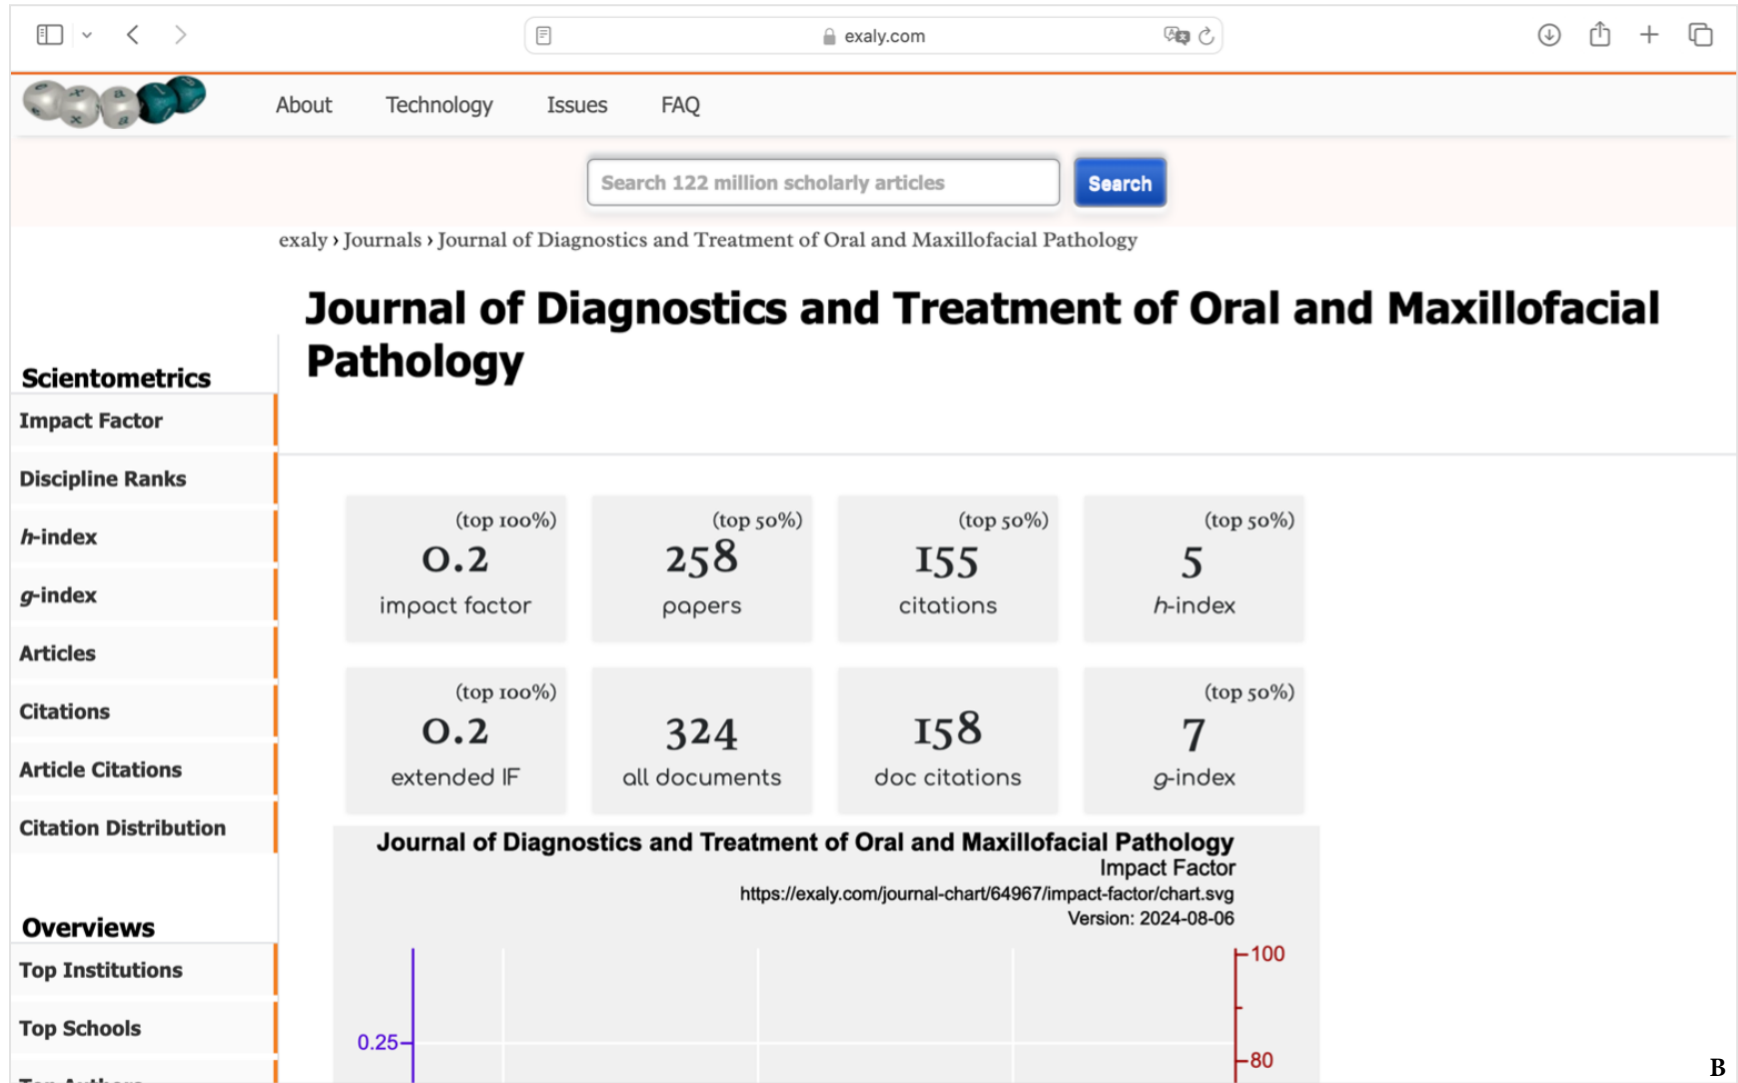 exaly.com
About Technology Issues FAQ
Search 122 million scholarly articles
Search
exaly › Journals › Journal of Diagnostics and Treatment of Oral and Maxillofacial Pathology
Journal of Diagnostics and Treatment of Oral and Maxillofacial
Pathology
Scientometrics
Impact Factor
Discipline Ranks
h-index
g-index
Articles
Citations
Article Citations
Citation Distribution
Overviews
Top Institutions
Top Schools
(top 100%)
0.2
impact factor
(top 50%)
258
papers
(top 50%)
155
citations
(top 50%)
5
h-index
(top 100%)
0.2
extended IF
324
all documents
158
doc citations
(top 50%)
7
g-index
Journal of Diagnostics and Treatment of Oral and Maxillofacial Pathology
Impact Factor
https://exaly.com/journal-chart/64967/impact-factor/chart.svg
Version: 2024-08-06
100
0.25
80
B